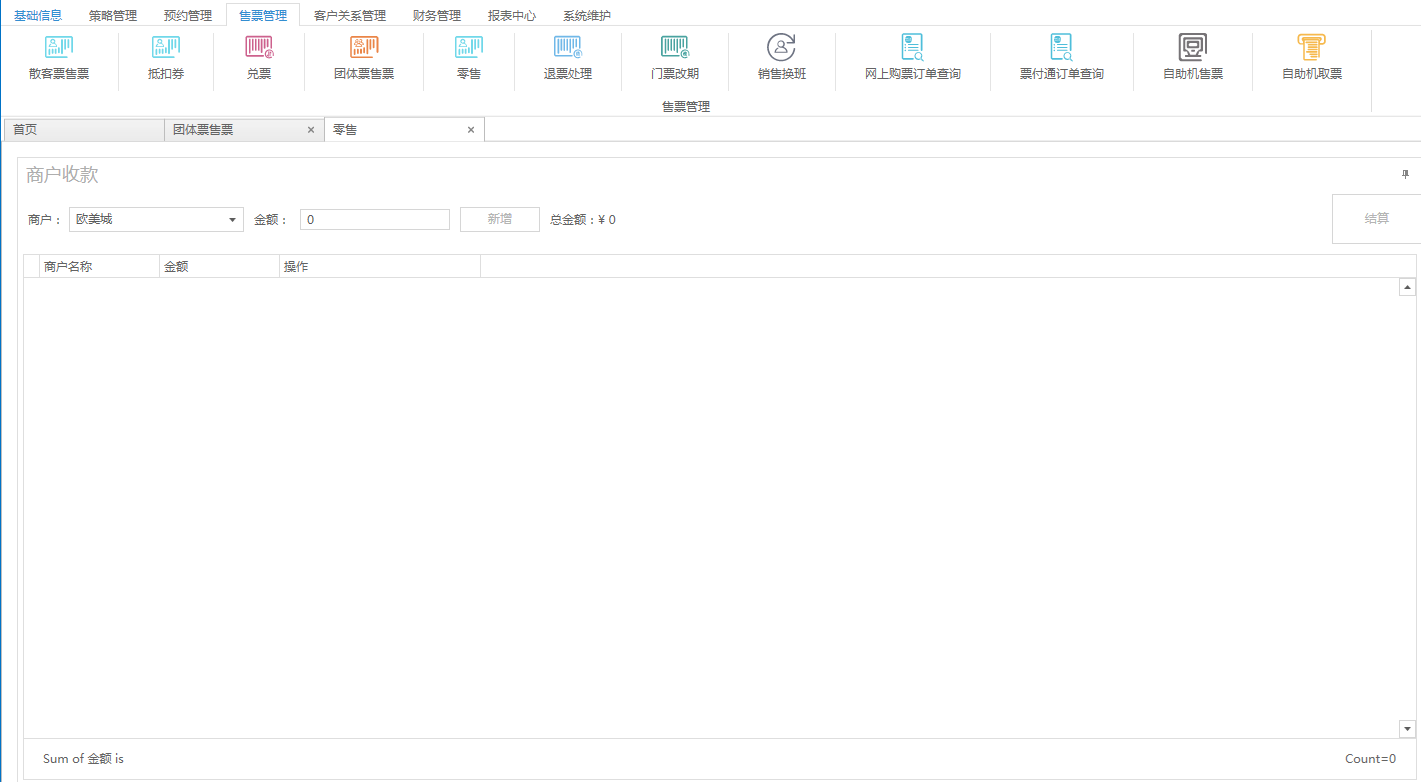 基础信息 策略管理 预约管理 售票管理 客户关系管理 财务管理 报表中心 系统维护
散客票售票 抵扣券 兑票 团体票售票 零售 退票处理 门票改期 销售换班 网上购票订单查询 票付通订单查询 自助机售票 自助机取票
售票管理
首页 团体票售票 × 零售 ×
商户收款
商户： 欧美城 金额： 0 新增 总金额：¥ 0 结算
商户名称 金额 操作
Sum of 金额 is Count=0